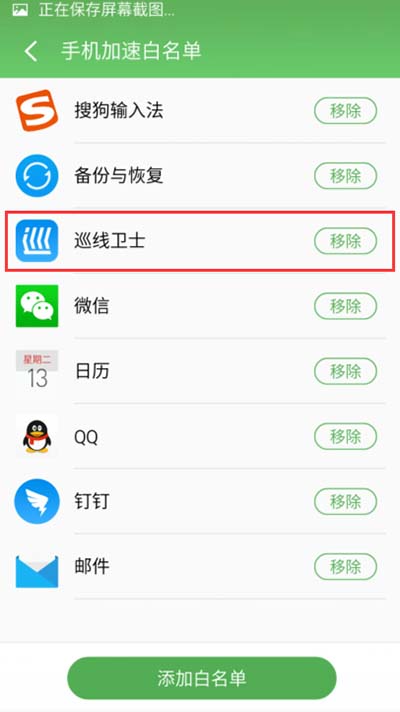 正在保存屏幕截图...
手机加速白名单
搜狗输入法
移除
备份与恢复
移除
巡线卫士
移除
微信
移除
星期二
13
日历
移除
QQ
移除
钉钉
移除
邮件
移除
添加白名单